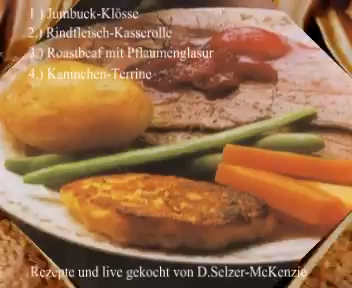 1 ) Jumbuck-Klösse
2.) Rindfleisch-Kasserolle
3.) Roastbeaf mit Pflaumenglasur
4.) Kaninchen-Terrine
Rezepte und live gekocht von D.Selzer-McKenzie